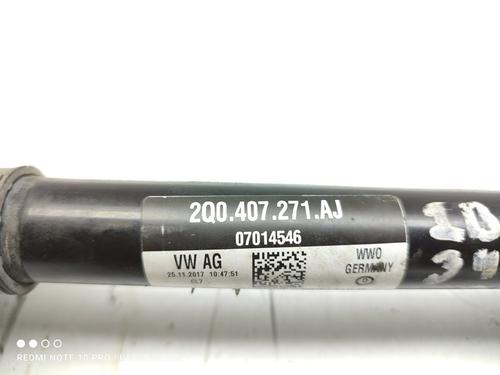 2Q0.407.271.AJ
07014546
VW AG
25.11.2017 10:47:51
GL7
WWO
GERMANY
REDMI NOTE 10 PRO